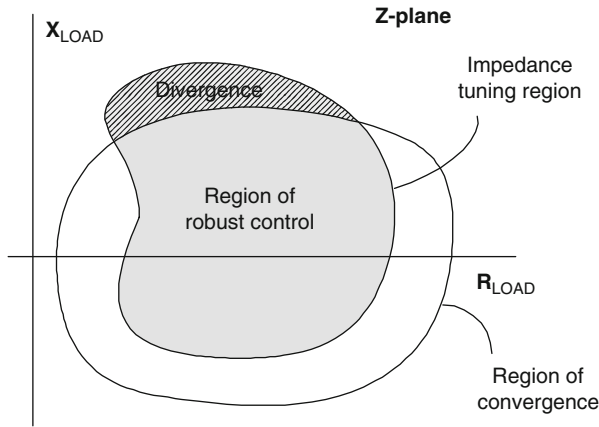 Z-plane
X_LOAD
Impedance
tuning region
Divergence
Region of
robust control
R_LOAD
Region of
convergence